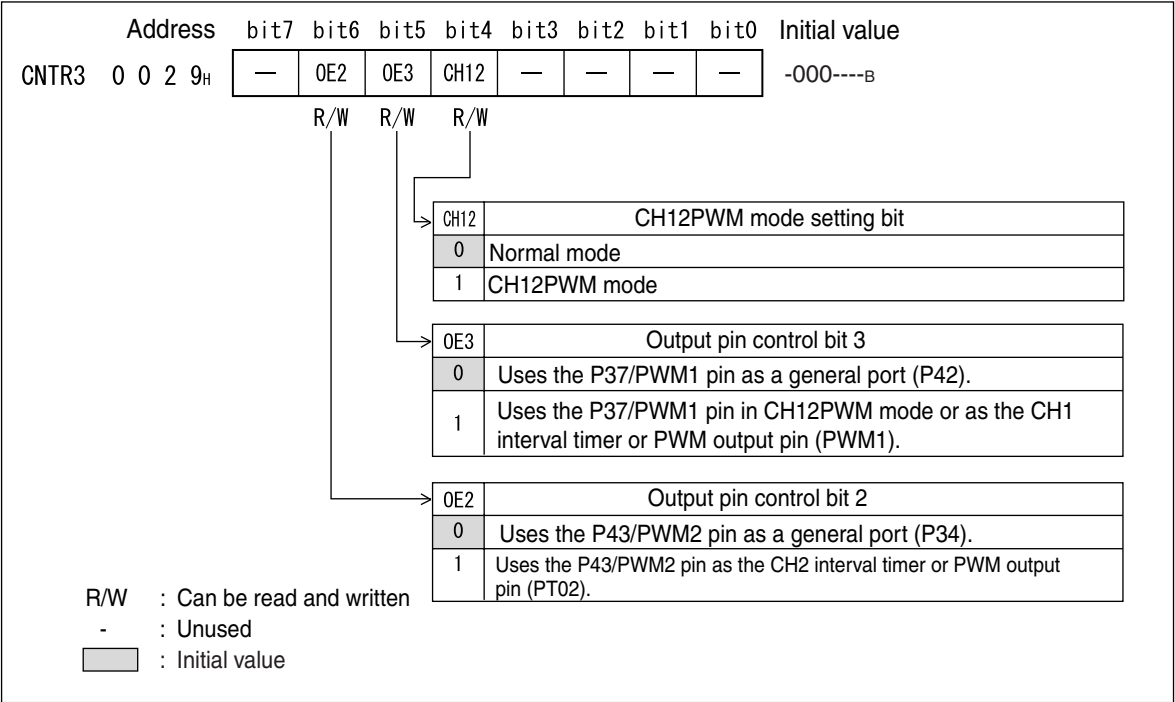 Address bit7 bit6 bit5 bit4 bit3 bit2 bit1 bit0 Initial value
CNTR3 0 0 2 9H — OE2 OE3 CH12 — — — — -000----B
R/W R/W R/W
CH12 CH12PWM mode setting bit
0 Normal mode
1 CH12PWM mode
OE3 Output pin control bit 3
0 Uses the P37/PWM1 pin as a general port (P42).
1 Uses the P37/PWM1 pin in CH12PWM mode or as the CH1
interval timer or PWM output pin (PWM1).
OE2 Output pin control bit 2
0 Uses the P43/PWM2 pin as a general port (P34).
1 Uses the P43/PWM2 pin as the CH2 interval timer or PWM output
pin (PT02).
R/W : Can be read and written
- : Unused
: Initial value